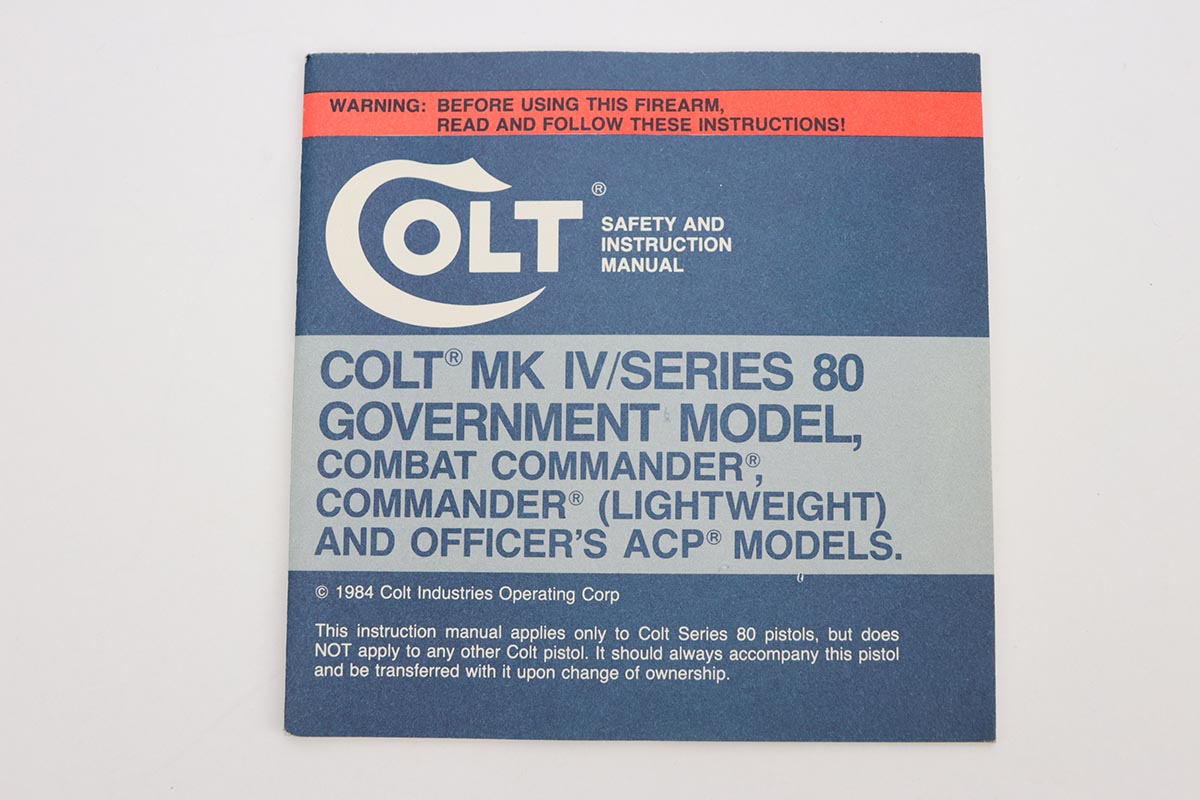 WARNING: BEFORE USING THIS FIREARM,
READ AND FOLLOW THESE INSTRUCTIONS!
COLT®
SAFETY AND
INSTRUCTION
MANUAL
COLT® MK IV/SERIES 80
GOVERNMENT MODEL,
COMBAT COMMANDER®,
COMMANDER® (LIGHTWEIGHT)
AND OFFICER'S ACP® MODELS.
© 1984 Colt Industries Operating Corp
This instruction manual applies only to Colt Series 80 pistols, but does
NOT apply to any other Colt pistol. It should always accompany this pistol
and be transferred with it upon change of ownership.